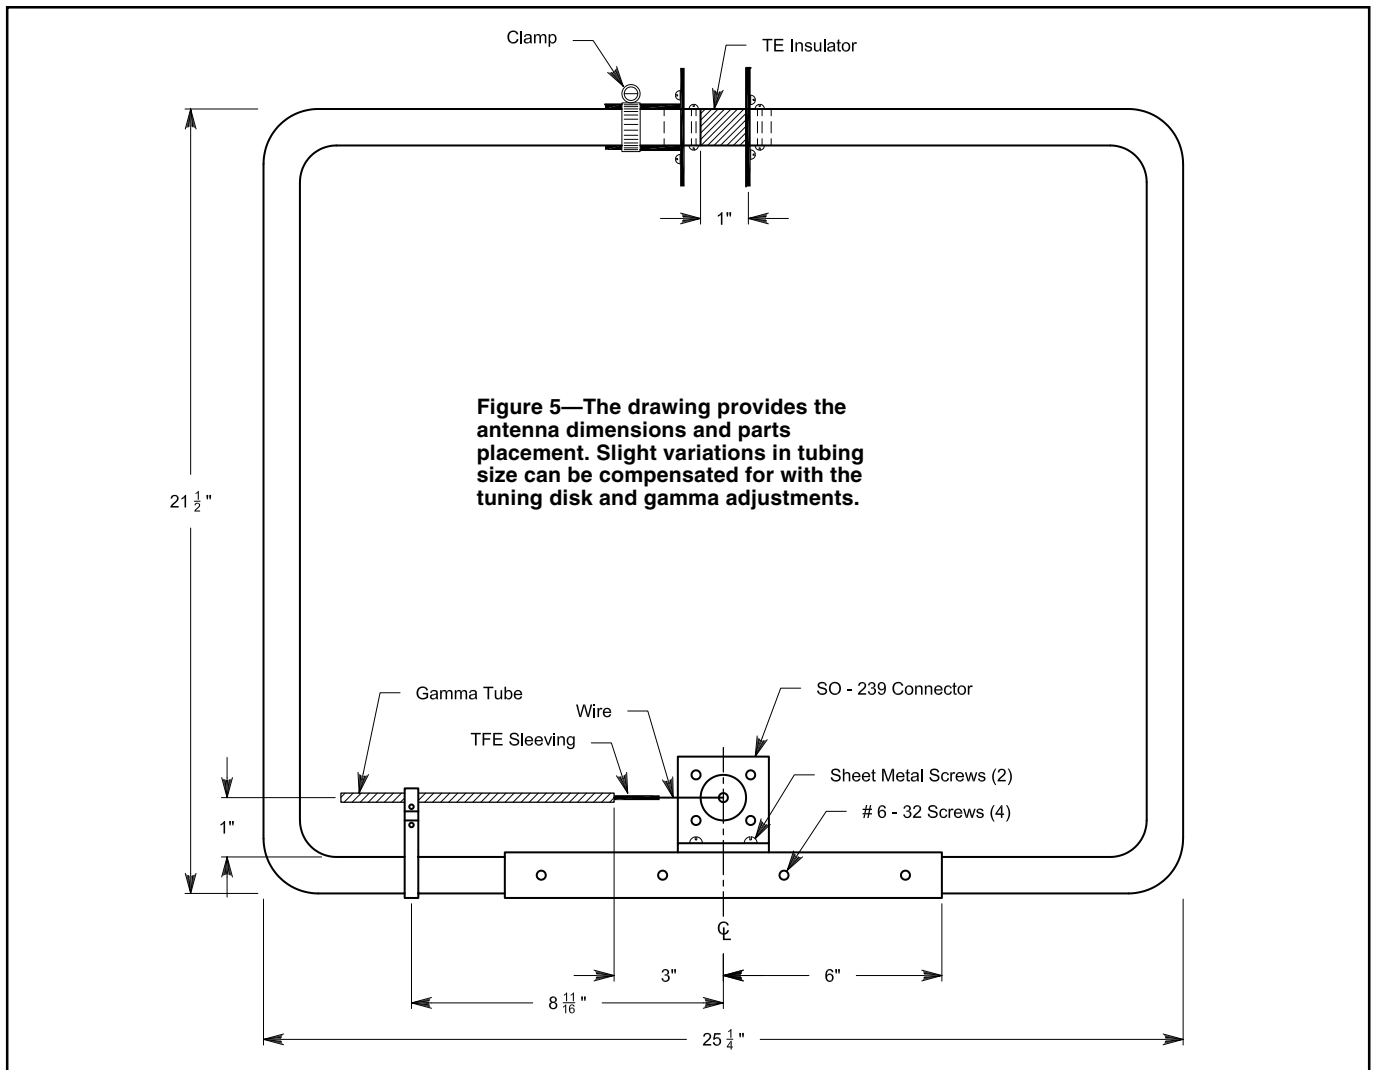 Clamp
TE Insulator
1"
Figure 5—The drawing provides the
antenna dimensions and parts
placement. Slight variations in tubing
size can be compensated for with the
tuning disk and gamma adjustments.
21 1/2 "
Gamma Tube
SO - 239 Connector
Wire
TFE Sleeving
Sheet Metal Screws (2)
# 6 - 32 Screws (4)
1"
CL
3"
6"
8 11/16 "
25 1/4 "